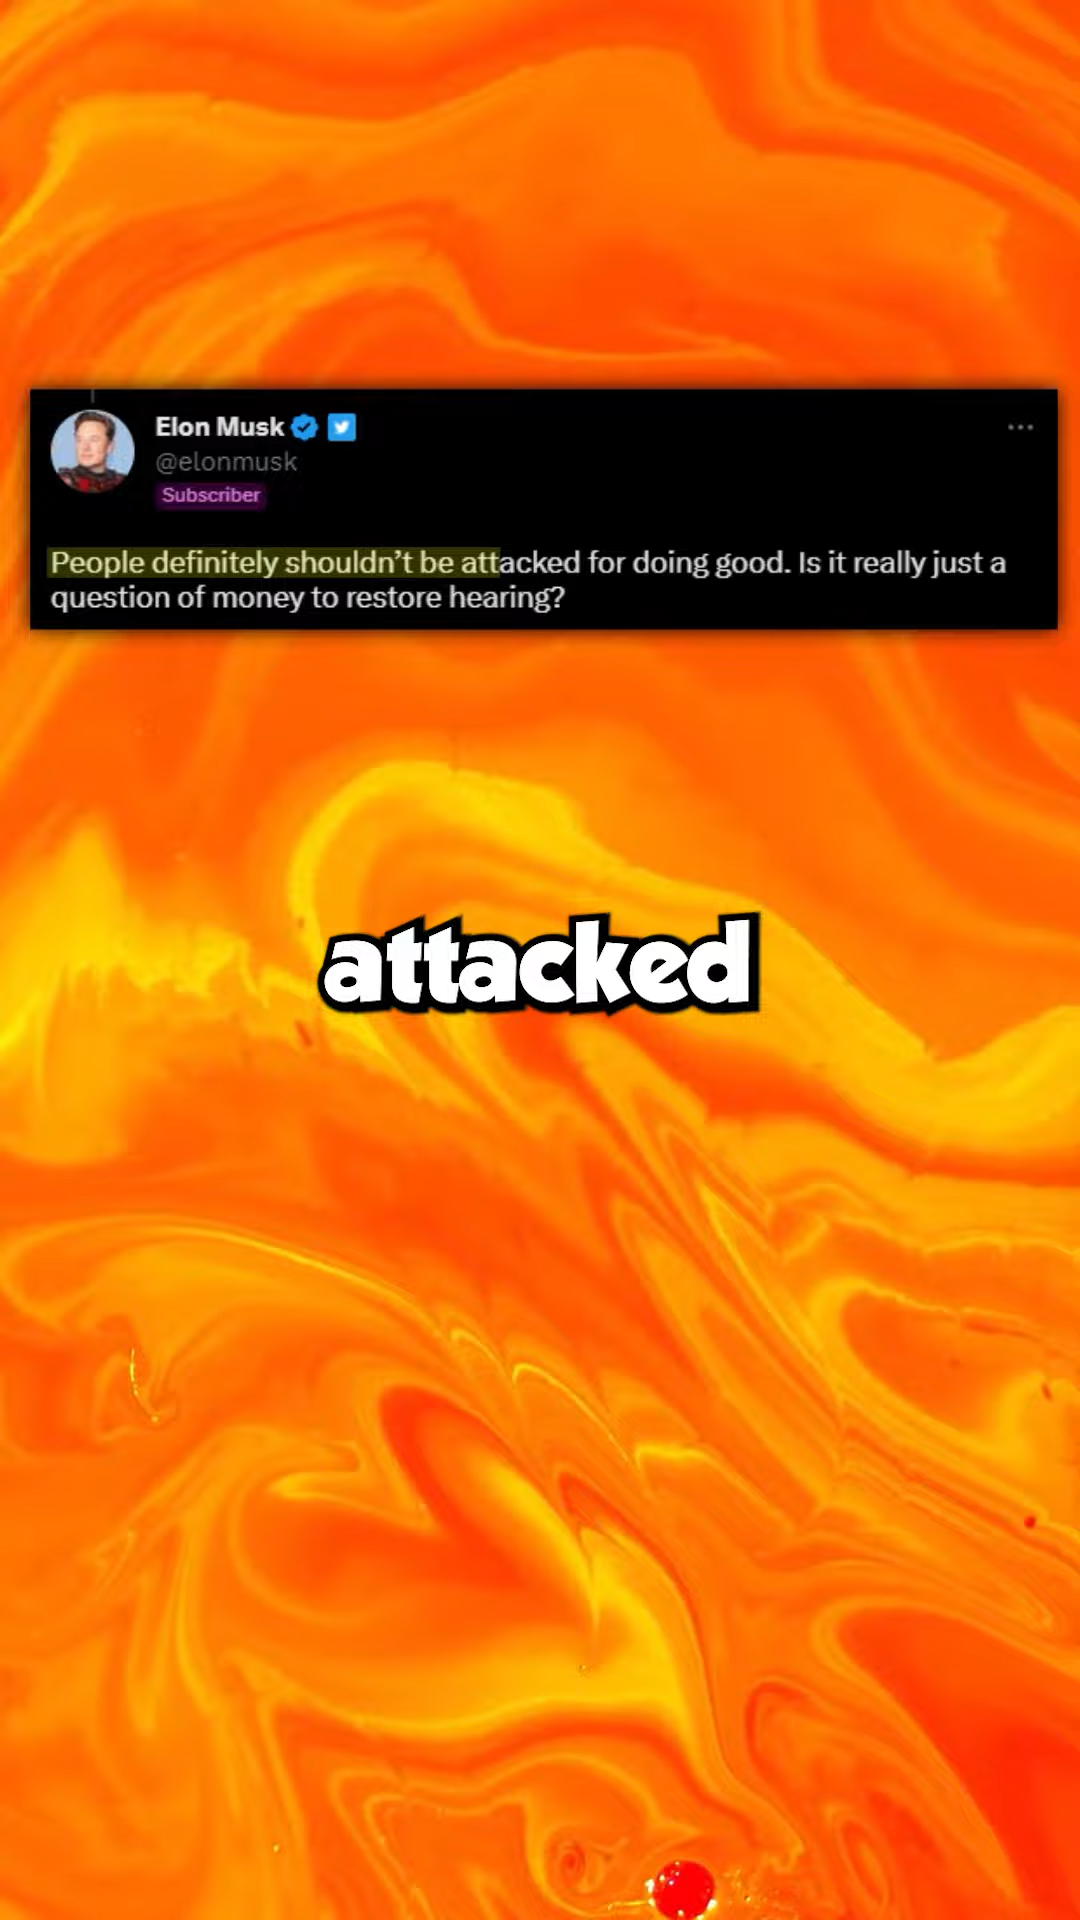 Elon Musk
@elonmusk
Subscriber
People definitely shouldn’t be attacked for doing good. Is it really just a
question of money to restore hearing?
attacked